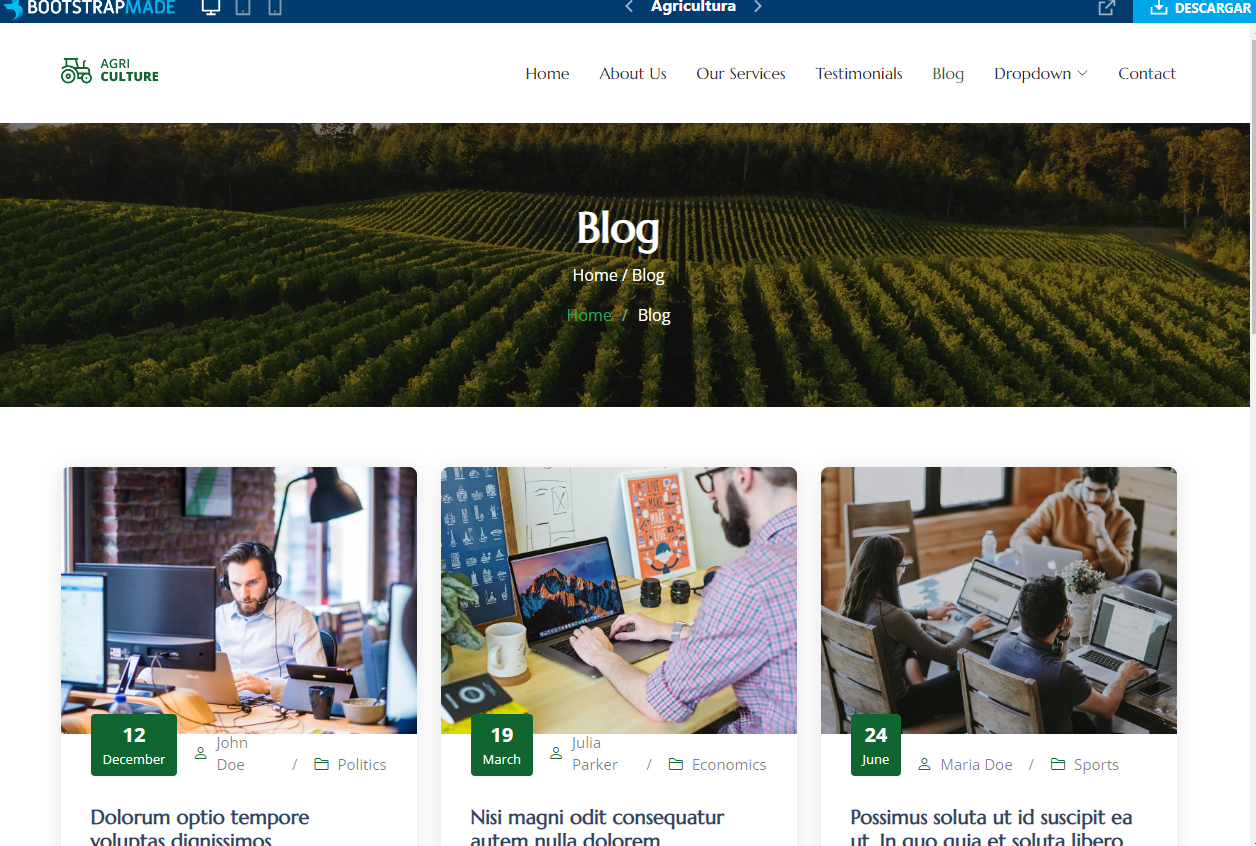 BOOTSTRAPMADE
Agricultura
DESCARGAR
AGRI
CULTURE
Home About Us Our Services Testimonials Blog Dropdown Contact
Blog
Home / Blog
Home / Blog
12
December
John
Doe / Politics
Dolorum optio tempore
voluptas dignissimos
19
March
Julia
Parker / Economics
Nisi magni odit consequatur
autem nulla dolorem
24
June
Maria Doe / Sports
Possimus soluta ut id suscipit ea
ut. In quo quia et soluta libero